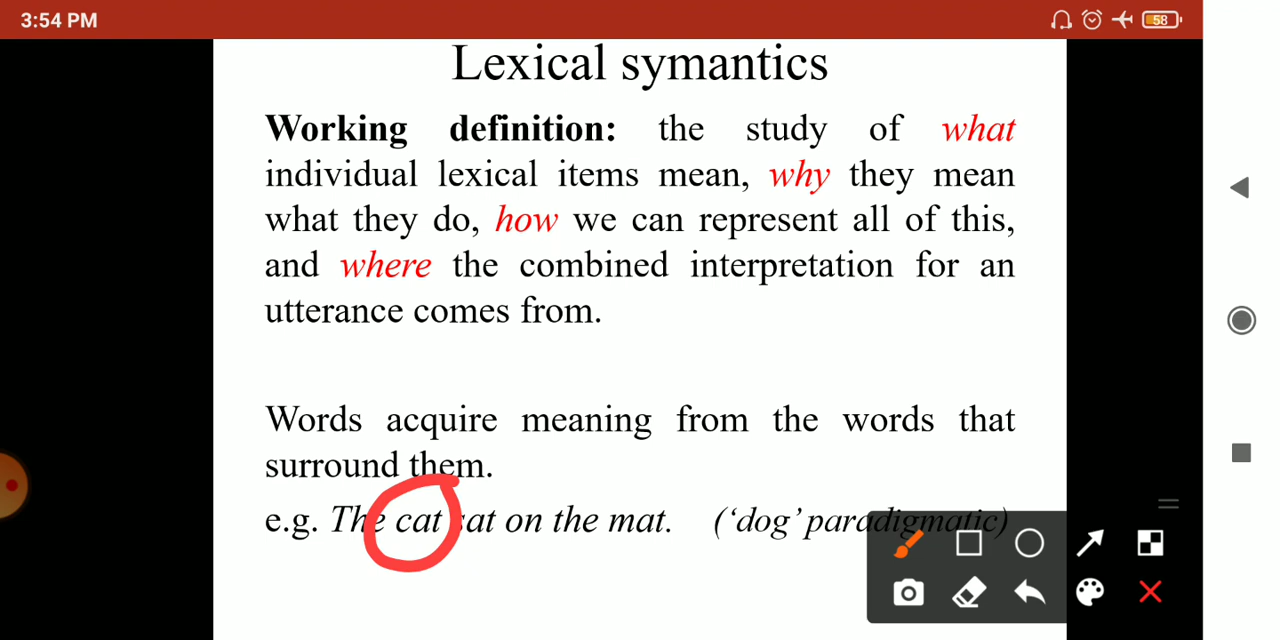 3:54 PM
58
Lexical symantics
Working definition: the study of what
individual lexical items mean, why they mean
what they do, how we can represent all of this,
and where the combined interpretation for an
utterance comes from.
Words acquire meaning from the words that
surround them.
e.g. The cat sat on the mat. (‘dog’ paradigmatic)